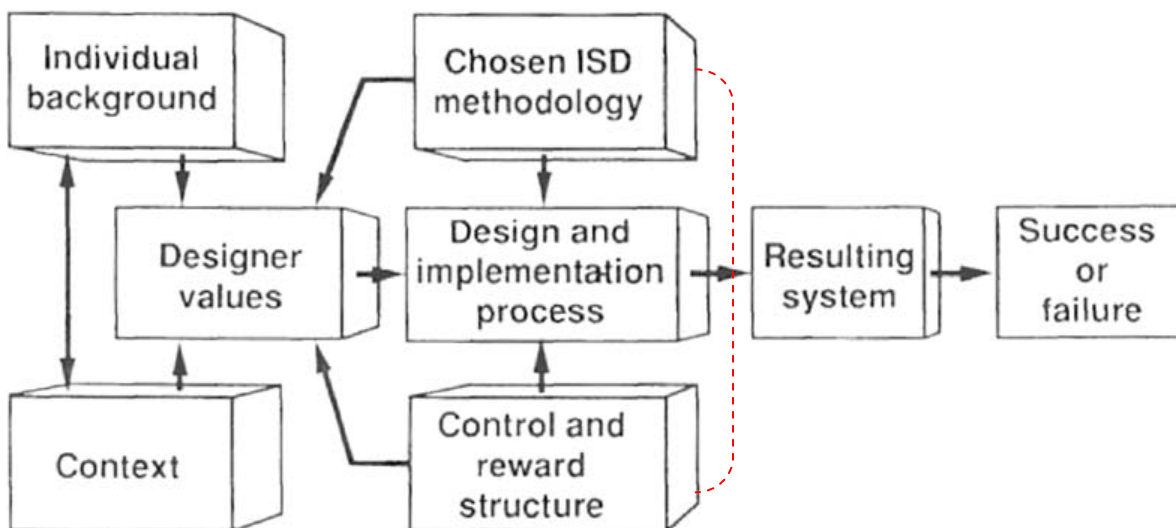 Individual
background
Chosen ISD
methodology
Designer
values
Design and
implementation
process
Resulting
system
Success
or
failure
Context
Control and
reward
structure